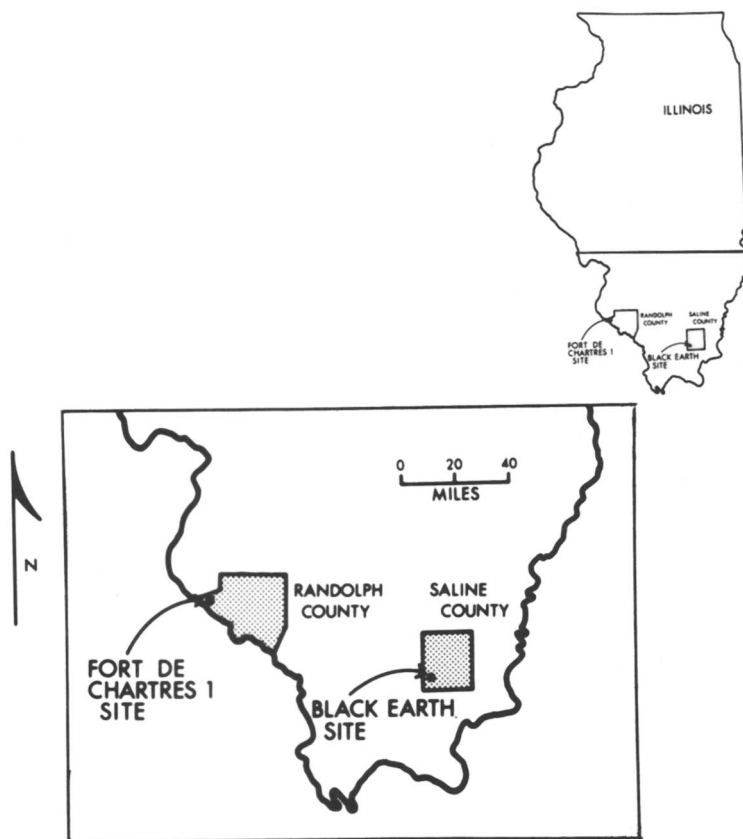 ILLINOIS
RANDOLPH
COUNTY
SALINE
COUNTY
FORT DE
CHARTRES 1
SITE
BLACK EARTH
SITE
0 20 40
MILES
N
RANDOLPH
COUNTY
SALINE
COUNTY
FORT DE
CHARTRES 1
SITE
BLACK EARTH
SITE